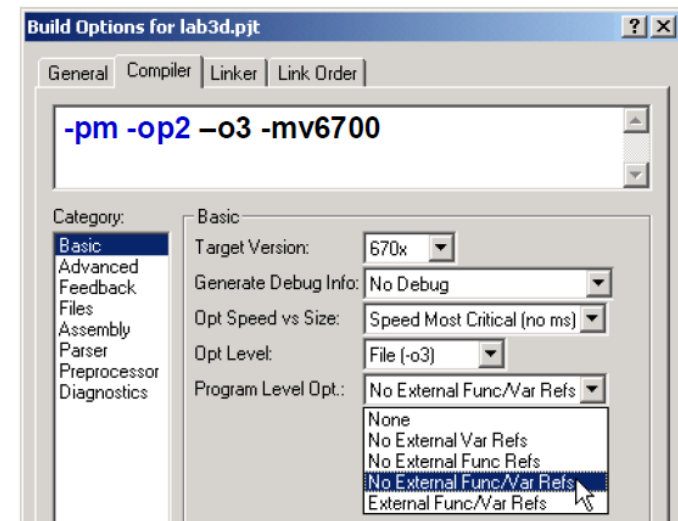 Build Options for lab3d.pjt
General Compiler Linker Link Order
-pm -op2 –o3 -mv6700
Category:
Basic
Advanced
Feedback
Files
Assembly
Parser
Preprocessor
Diagnostics
Basic
Target Version: 670x
Generate Debug Info: No Debug
Opt Speed vs Size: Speed Most Critical (no ms)
Opt Level: File (-o3)
Program Level Opt.: No External Func/Var Refs
None
No External Var Refs
No External Func Refs
No External Func/Var Refs
External Func/Var Refs